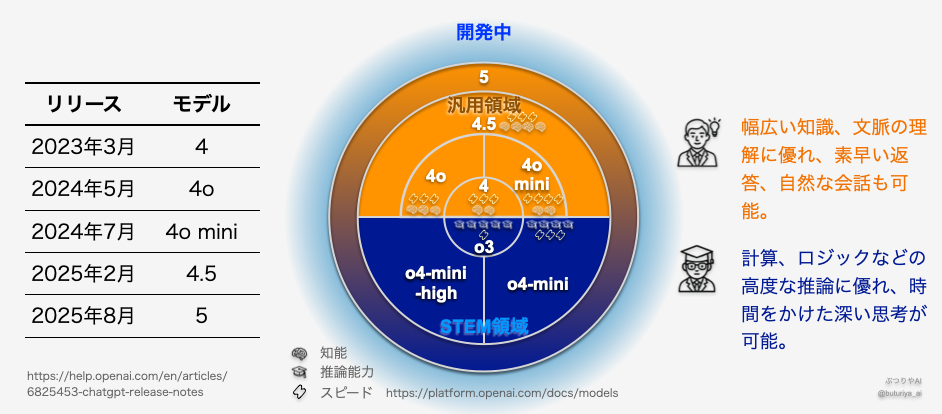 開発中
リリース モデル
2023年3月 4
2024年5月 4o
2024年7月 4o mini
2025年2月 4.5
2025年8月 5
https://help.openai.com/en/articles/
6825453-chatgpt-release-notes
5
汎用領域
4.5
4o
4
4o
mini
o3
o4-mini
-high
o4-mini
STEM領域
知能
推論能力
スピード https://platform.openai.com/docs/models
幅広い知識、文脈の理
解に優れ、素早い返
答、自然な会話も可
能。
計算、ロジックなどの
高度な推論に優れ、時
間をかけた深い思考が
可能。
ぶつりやAI
@buturiya_ai